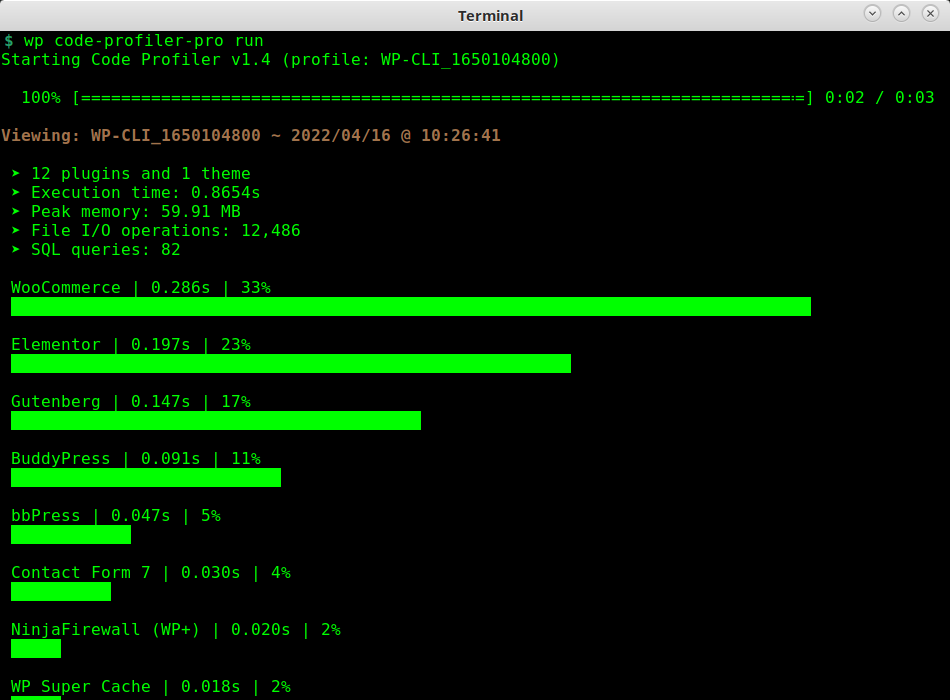 Terminal
$ wp code-profiler-pro run
Starting Code Profiler v1.4 (profile: WP-CLI_1650104800)
100% [=========================================================================] 0:02 / 0:03
Viewing: WP-CLI_1650104800 ~ 2022/04/16 @ 10:26:41
➤ 12 plugins and 1 theme
➤ Execution time: 0.8654s
➤ Peak memory: 59.91 MB
➤ File I/O operations: 12,486
➤ SQL queries: 82
WooCommerce | 0.286s | 33%
Elementor | 0.197s | 23%
Gutenberg | 0.147s | 17%
BuddyPress | 0.091s | 11%
bbPress | 0.047s | 5%
Contact Form 7 | 0.030s | 4%
NinjaFirewall (WP+) | 0.020s | 2%
WP Super Cache | 0.018s | 2%